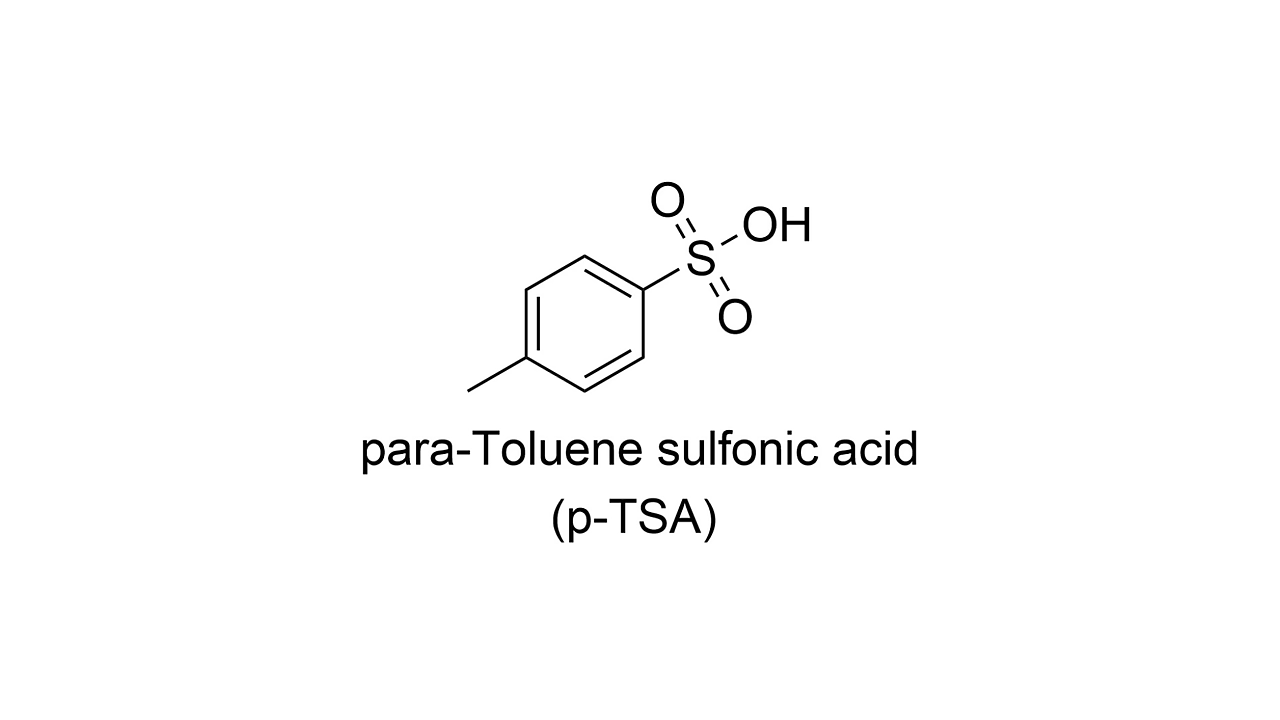 O
OH
S
O
para-Toluene sulfonic acid
(p-TSA)